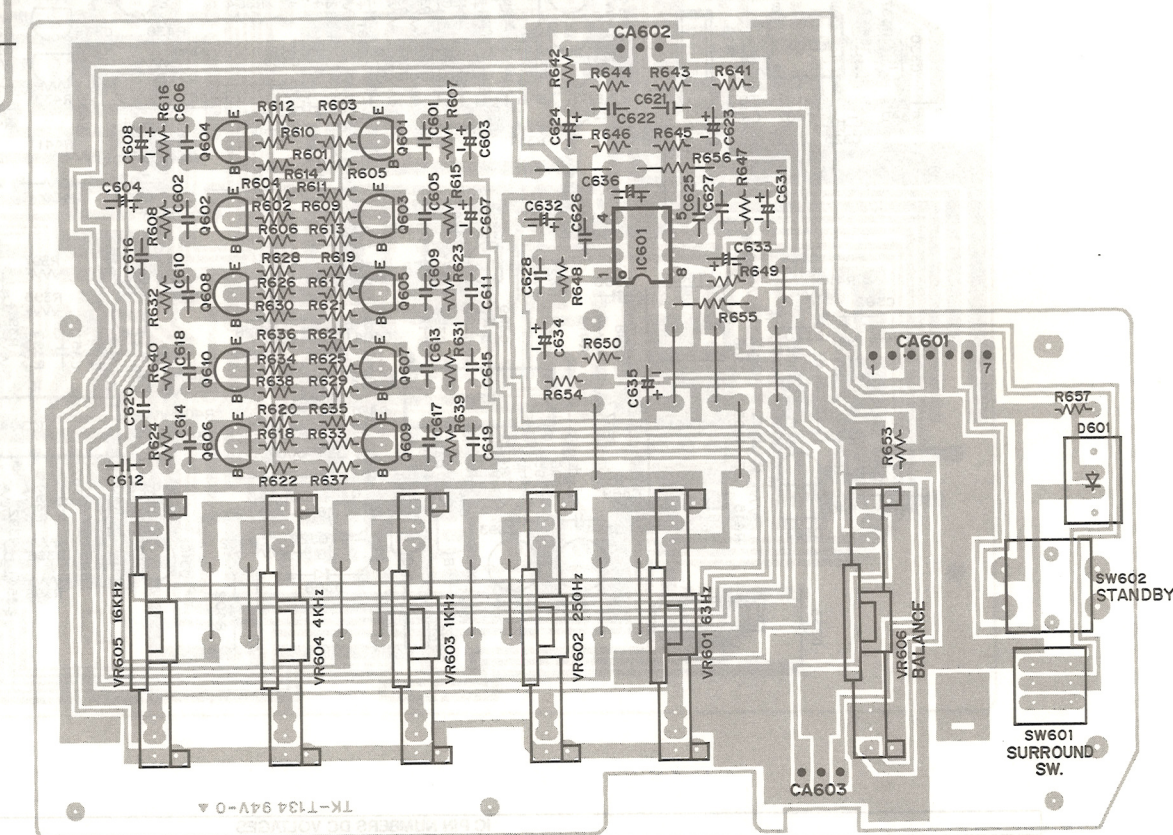 CA602
R642
R644 R643 R641
C621
C622
C624
C623
R646 R645
R616 C606
R612 R603
R607
C608
Q604
E
R610
Q601
E
C601
C603
B
R601
B
R614
R605
R656
R647
C604
C602
R604 R611
C605 R615
C636
C625
C627
C631
R608
Q602
E
R602 R609
Q603
E
C607
C632
C626
4 5
C616
B
R606 R613
B
IC601
C633
C610
R628 R619
C609 R623
C628
R648
1 8
R649
R632
Q608
E
R626 R617
Q605
E
C611
B
R630 R621
B
R655
C618
R636 R627
C613 R631
C634
R650
CA601
R640
Q610
E
R634 R625
Q607
E
C615
1 7
B
R638 R629
B
R654
C635
R657
C620
C614
R620 R635
C617 R639
D601
R624
Q606
E
R618 R633
Q609
E
C619
R653
B
R622 R637
B
C612
VR605 16KHz
VR604 4KHz
VR603 1KHz
VR602 250Hz
VR601 63Hz
VR606
BALANCE
SW602
STANDBY
SW601
SURROUND
SW.
CA603
TK-T134 94V-0
PIN NUMBERS DC VOLTAGES